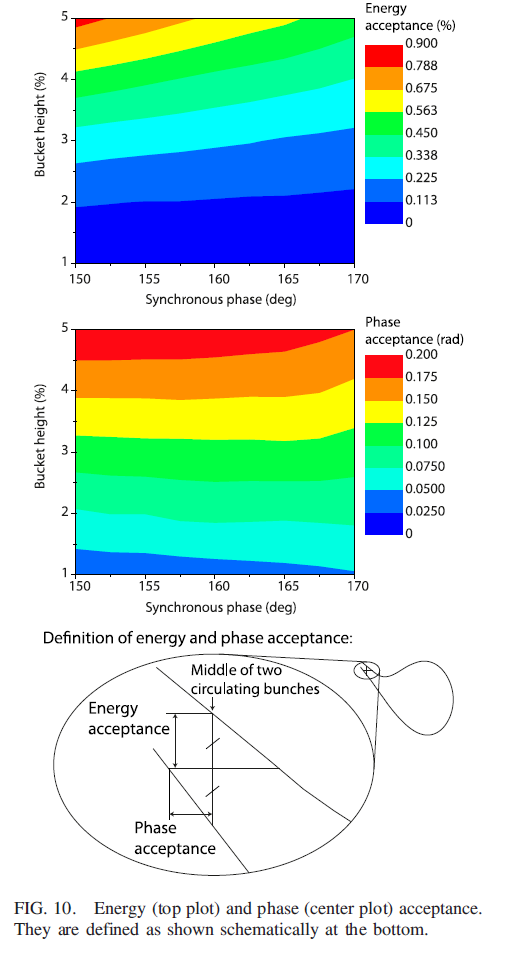 Energy
acceptance (%)
0.900
0.788
0.675
0.563
0.450
0.338
0.225
0.113
0
Bucket height (%)
5
4
3
2
1
150
155
160
165
170
Synchronous phase (deg)
Phase
acceptance (rad)
0.200
0.175
0.150
0.125
0.100
0.0750
0.0500
0.0250
0
Bucket height (%)
5
4
3
2
1
150
155
160
165
170
Synchronous phase (deg)
Definition of energy and phase acceptance:
Middle of two
circulating bunches
Energy
acceptance
Phase
acceptance
FIG. 10. Energy (top plot) and phase (center plot) acceptance.
They are defined as shown schematically at the bottom.